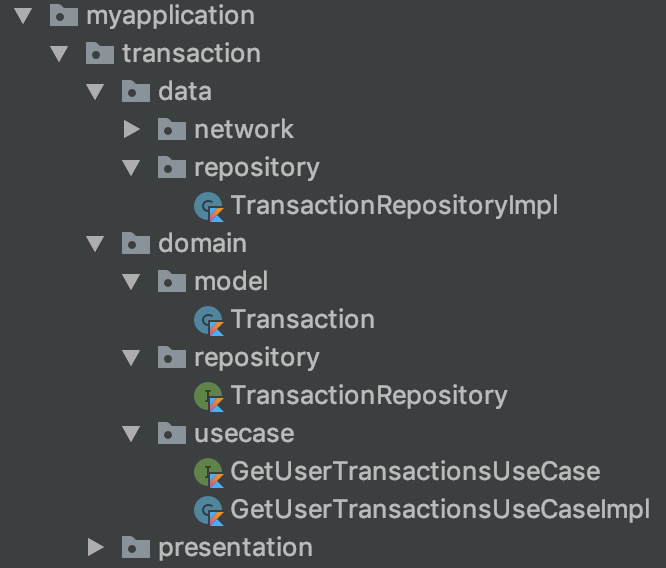 myapplication
transaction
data
network
repository
TransactionRepositoryImpl
domain
model
Transaction
repository
TransactionRepository
usecase
GetUserTransactionsUseCase
GetUserTransactionsUseCaseImpl
presentation